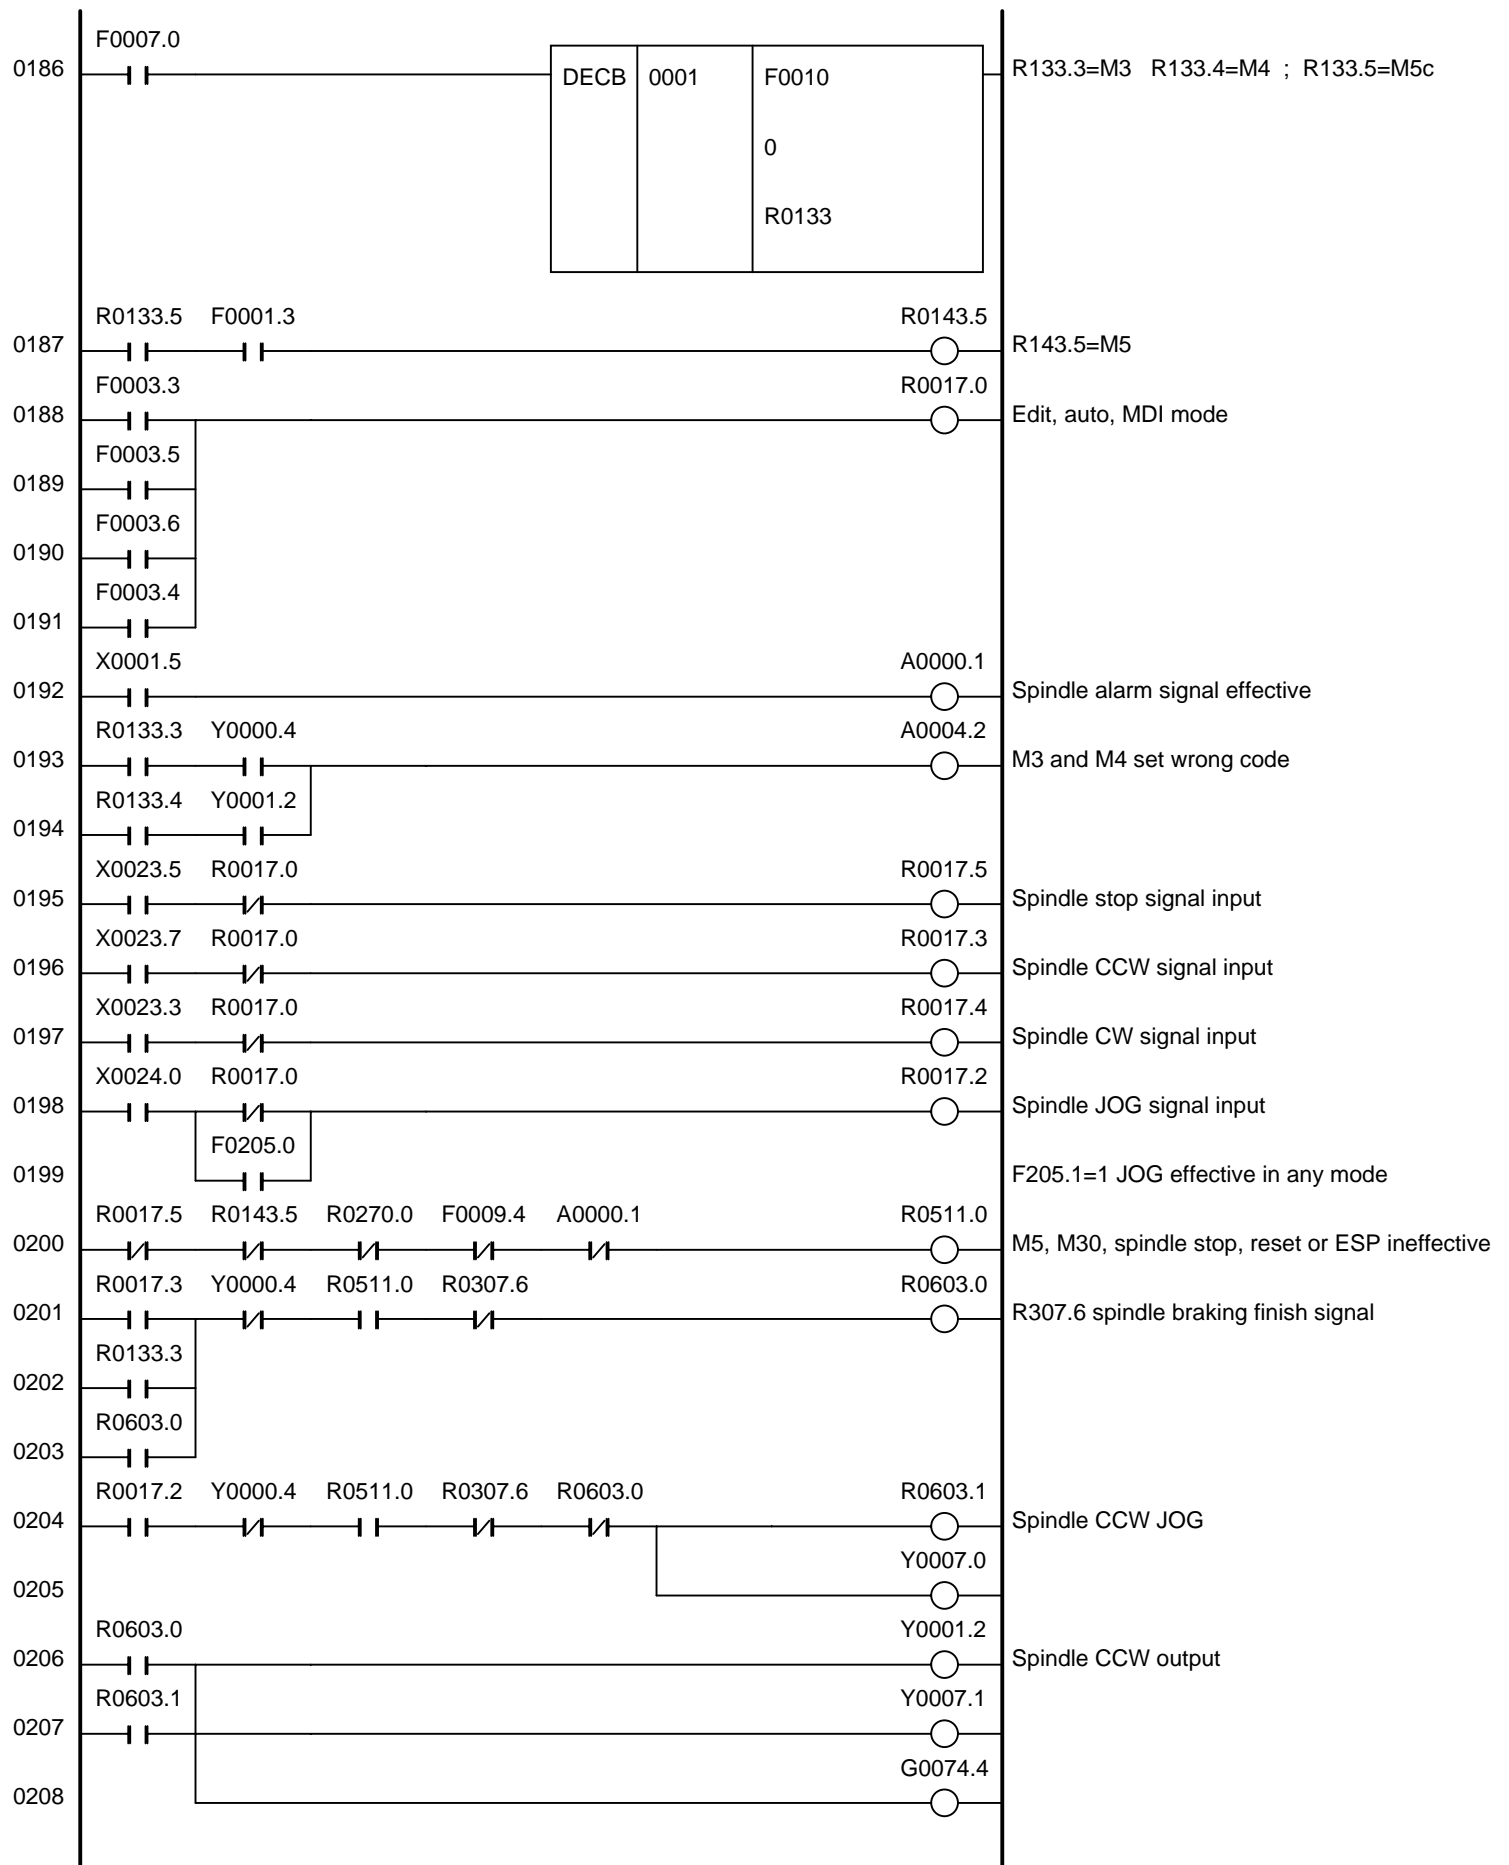 F0007.0
0186 DECB 0001 F0010 R133.3=M3 R133.4=M4 ; R133.5=M5c
0
R0133
R0133.5 F0001.3 R0143.5
0187 R143.5=M5
F0003.3 R0017.0
0188 Edit, auto, MDI mode
F0003.5
0189
F0003.6
0190
F0003.4
0191
X0001.5 A0000.1
0192 Spindle alarm signal effective
R0133.3 Y0000.4 A0004.2
0193 M3 and M4 set wrong code
R0133.4 Y0001.2
0194
X0023.5 R0017.0 R0017.5
0195 Spindle stop signal input
X0023.7 R0017.0 R0017.3
0196 Spindle CCW signal input
X0023.3 R0017.0 R0017.4
0197 Spindle CW signal input
X0024.0 R0017.0 R0017.2
0198 Spindle JOG signal input
F0205.0
0199 F205.1=1 JOG effective in any mode
R0017.5 R0143.5 R0270.0 F0009.4 A0000.1 R0511.0
0200 M5, M30, spindle stop, reset or ESP ineffective
R0017.3 Y0000.4 R0511.0 R0307.6 R0603.0
0201 R307.6 spindle braking finish signal
R0133.3
0202
R0603.0
0203
R0017.2 Y0000.4 R0511.0 R0307.6 R0603.0 R0603.1
0204 Spindle CCW JOG
Y0007.0
0205
R0603.0 Y0001.2
0206 Spindle CCW output
R0603.1 Y0007.1
0207
G0074.4
0208